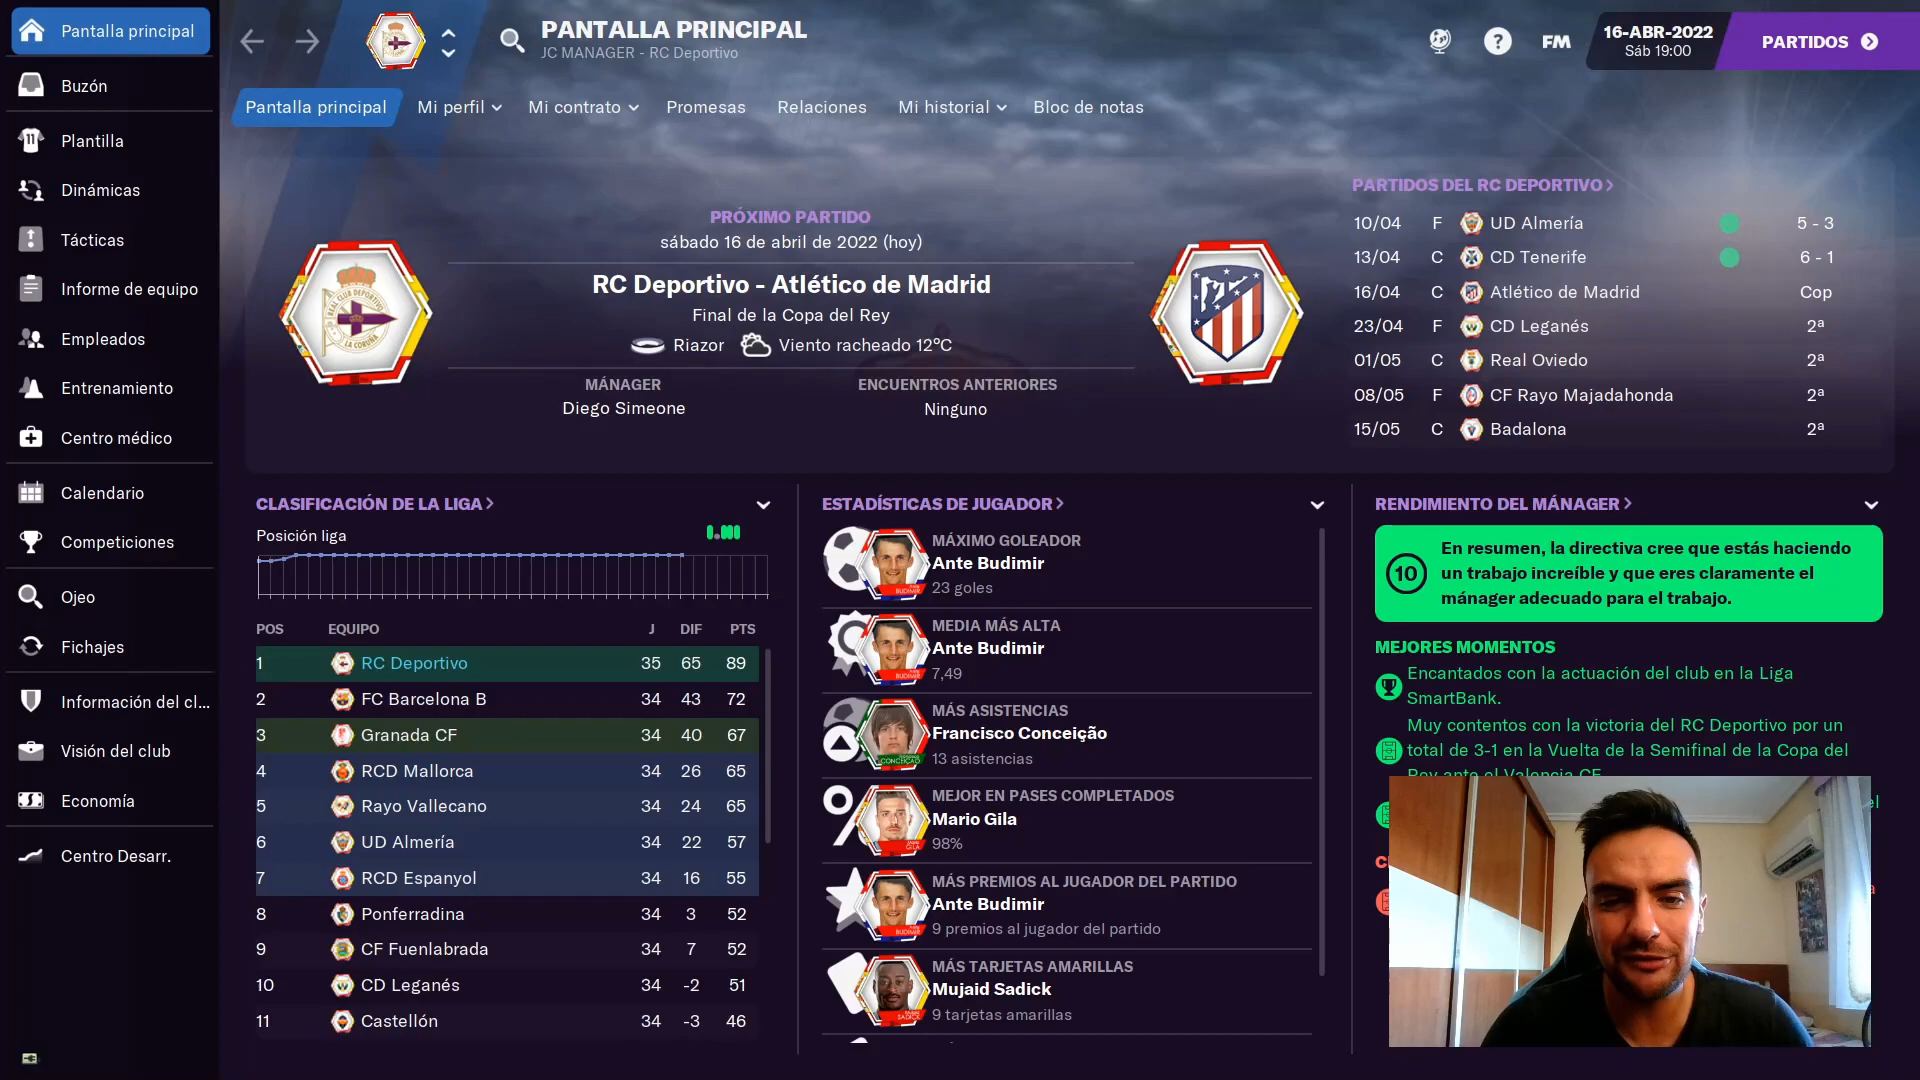 Pantalla principal
Buzón
Plantilla
Dinámicas
Tácticas
Informe de equipo
Empleados
Entrenamiento
Centro médico
Calendario
Competiciones
Ojeo
Fichajes
Información del cl...
Visión del club
Economía
Centro Desarr.
PANTALLA PRINCIPAL
JC MANAGER - RC Deportivo
?
FM
16-ABR-2022
Sáb 19:00
PARTIDOS
Pantalla principal
Mi perfil
Mi contrato
Promesas
Relaciones
Mi historial
Bloc de notas
PRÓXIMO PARTIDO
sábado 16 de abril de 2022 (hoy)
RC Deportivo - Atlético de Madrid
Final de la Copa del Rey
Riazor
Viento racheado 12°C
MÁNAGER
Diego Simeone
ENCUENTROS ANTERIORES
Ninguno
PARTIDOS DEL RC DEPORTIVO
10/04 F UD Almería 5 - 3
13/04 C CD Tenerife 6 - 1
16/04 C Atlético de Madrid Cop
23/04 F CD Leganés 2ª
01/05 C Real Oviedo 2ª
08/05 F CF Rayo Majadahonda 2ª
15/05 C Badalona 2ª
CLASIFICACIÓN DE LA LIGA
Posición liga
POS EQUIPO J DIF PTS
1 RC Deportivo 35 65 89
2 FC Barcelona B 34 43 72
3 Granada CF 34 40 67
4 RCD Mallorca 34 26 65
5 Rayo Vallecano 34 24 65
6 UD Almería 34 22 57
7 RCD Espanyol 34 16 55
8 Ponferradina 34 3 52
9 CF Fuenlabrada 34 7 52
10 CD Leganés 34 -2 51
11 Castellón 34 -3 46
ESTADÍSTICAS DE JUGADOR
MÁXIMO GOLEADOR
Ante Budimir
23 goles
MEDIA MÁS ALTA
Ante Budimir
7,49
MÁS ASISTENCIAS
Francisco Conceição
13 asistencias
MEJOR EN PASES COMPLETADOS
Mario Gila
98%
MÁS PREMIOS AL JUGADOR DEL PARTIDO
Ante Budimir
9 premios al jugador del partido
MÁS TARJETAS AMARILLAS
Mujaid Sadick
9 tarjetas amarillas
RENDIMIENTO DEL MÁNAGER
10
En resumen, la directiva cree que estás haciendo
un trabajo increíble y que eres claramente el
mánager adecuado para el trabajo.
MEJORES MOMENTOS
Encantados con la actuación del club en la Liga
SmartBank.
Muy contentos con la victoria del RC Deportivo por un
total de 3-1 en la Vuelta de la Semifinal de la Copa del
Rey ante el Valencia CF